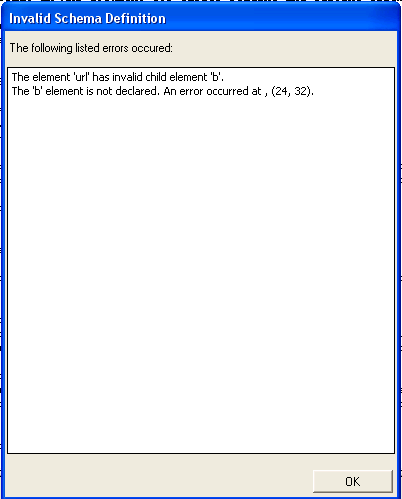 Invalid Schema Definition
The following listed errors occured:
The element 'url' has invalid child element 'b'.
The 'b' element is not declared. An error occurred at , (24, 32).
OK